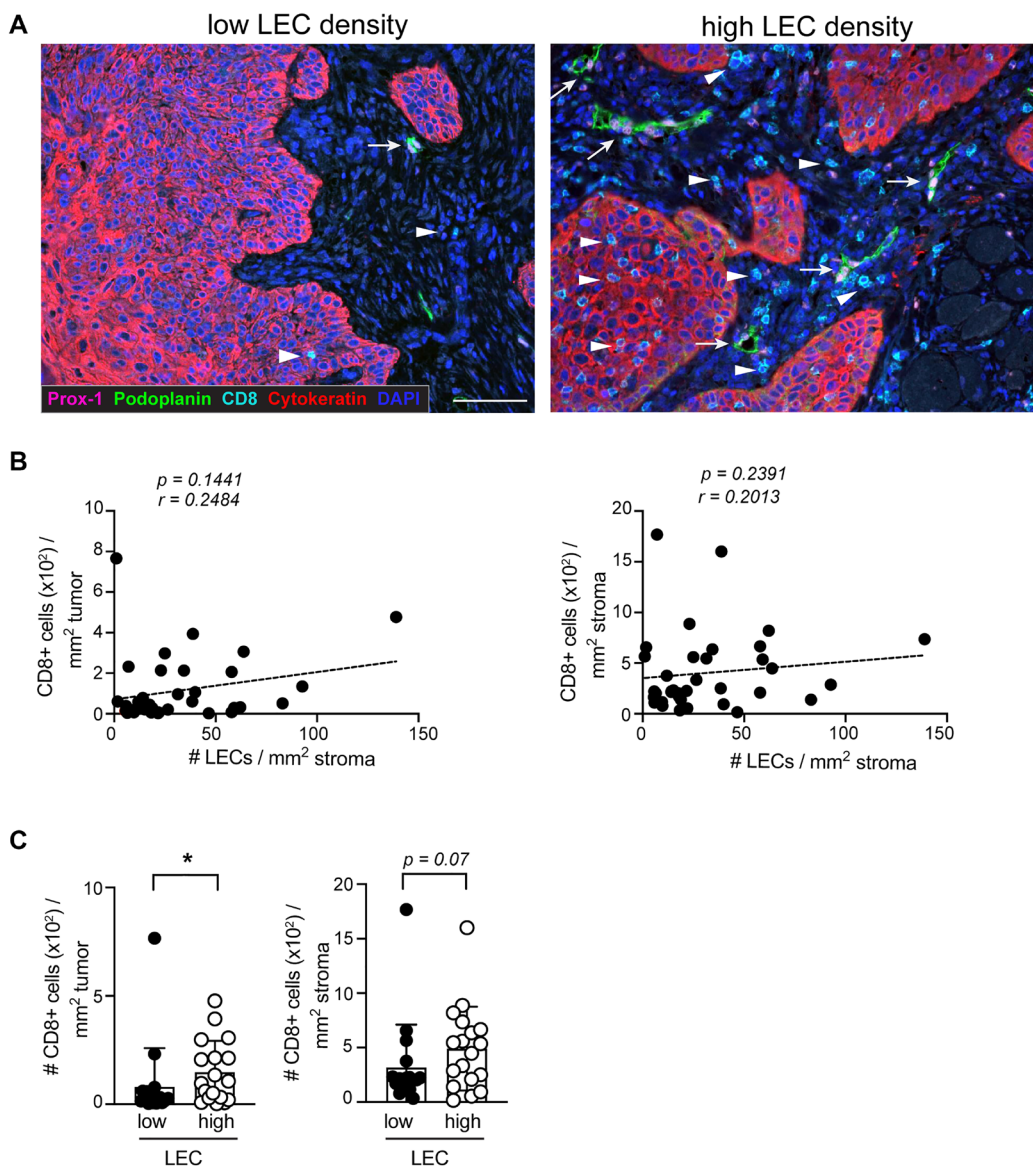 A
low LEC density
high LEC density
Prox-1 Podoplanin CD8 Cytokeratin DAPI
B
p = 0.1441
r = 0.2484
CD8+ cells (x10²) /
mm² tumor
10
8
6
4
2
0
0
50
100
150
# LECs / mm² stroma
p = 0.2391
r = 0.2013
CD8+ cells (x10²) /
mm² stroma
20
15
10
5
0
0
50
100
150
# LECs / mm² stroma
C
*
# CD8+ cells (x10²) /
mm² tumor
10
5
0
low
high
LEC
p = 0.07
# CD8+ cells (x10²) /
mm² stroma
20
15
10
5
0
low
high
LEC